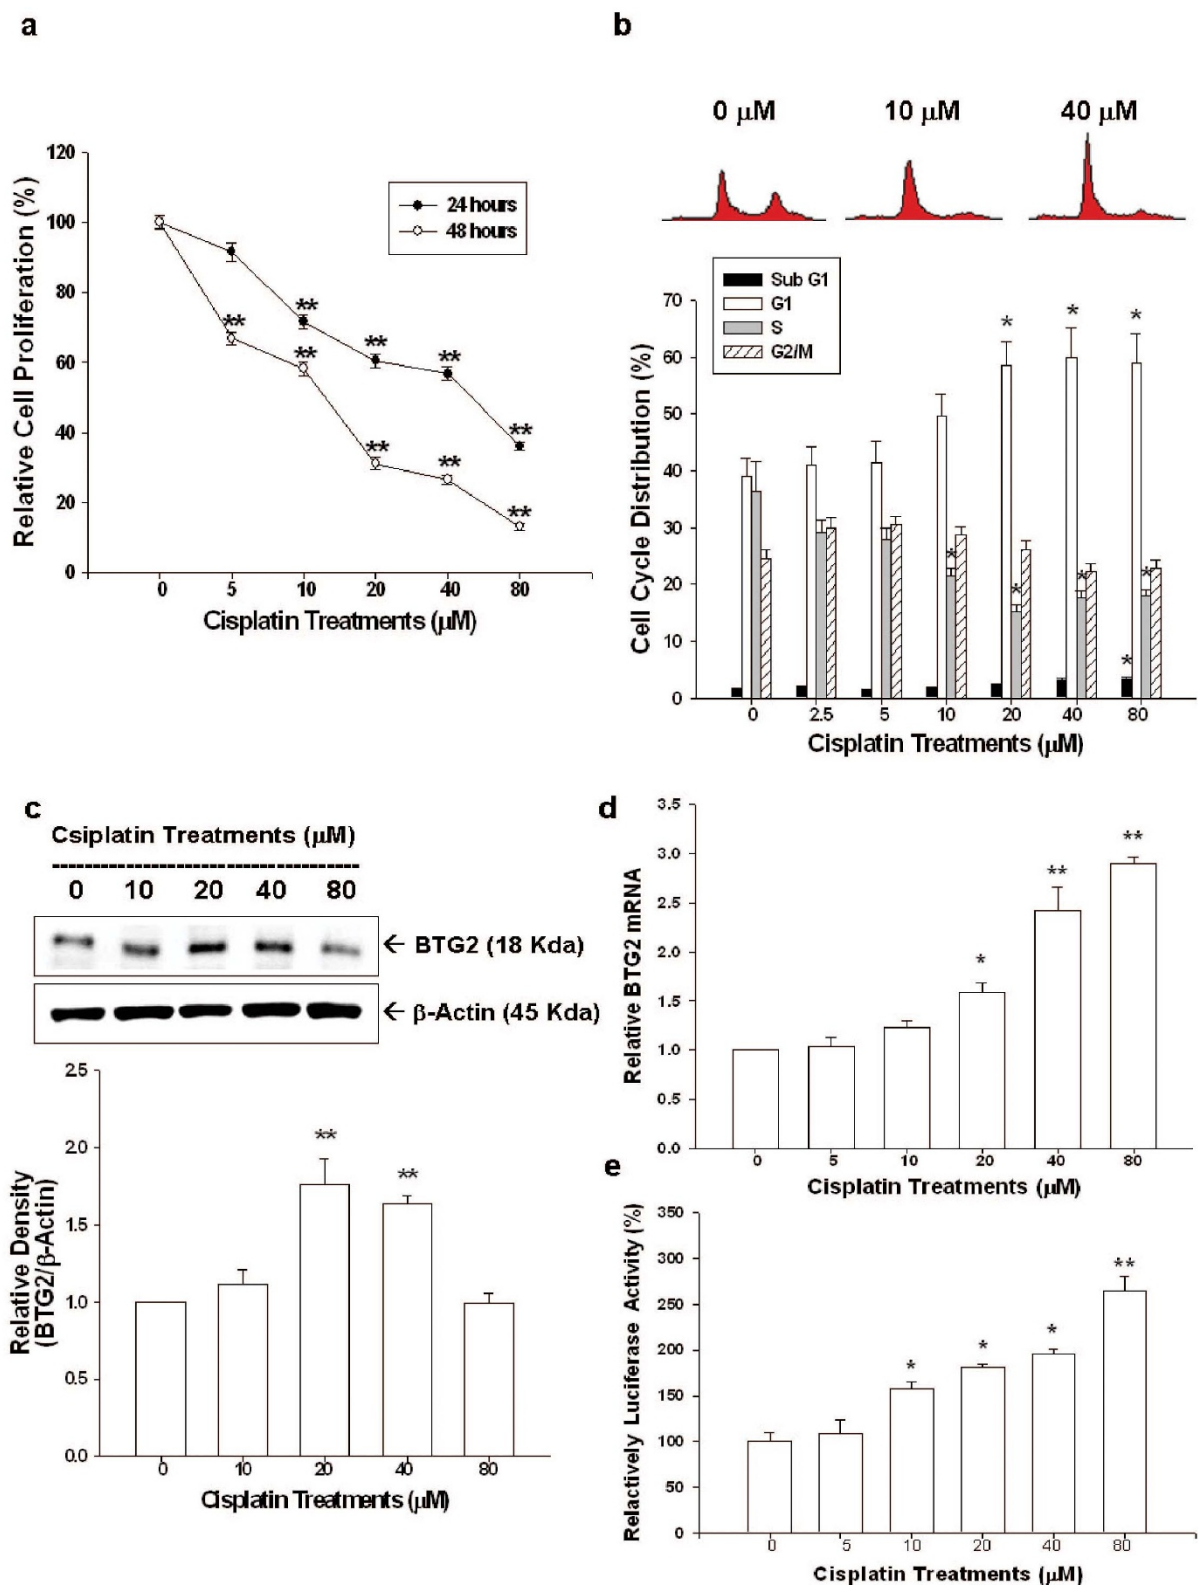 a
120
100
80
60
40
20
0
Relative Cell Proliferation (%)
24 hours
48 hours
**
**
**
**
**
**
**
**
**
0 5 10 20 40 80
Cisplatin Treatments (μM)
b
0 μM 10 μM 40 μM
Sub G1
G1
S
G2/M
70
60
50
40
30
20
10
0
Cell Cycle Distribution (%)
* * *
* * * *
*
0 2.5 5 10 20 40 80
Cisplatin Treatments (μM)
c
Csiplatin Treatments (μM)
0 10 20 40 80
← BTG2 (18 Kda)
← β-Actin (45 Kda)
2.5
2.0
1.5
1.0
0.5
0.0
Relative Density
(BTG2/β-Actin)
** **
0 10 20 40 80
Cisplatin Treatments (μM)
d
3.5
3.0
2.5
2.0
1.5
1.0
0.5
0.0
Relative BTG2 mRNA
* ** **
0 5 10 20 40 80
Cisplatin Treatments (μM)
e
350
300
250
200
150
100
50
0
Relactively Luciferase Activity (%)
* * * **
0 5 10 20 40 80
Cisplatin Treatments (μM)